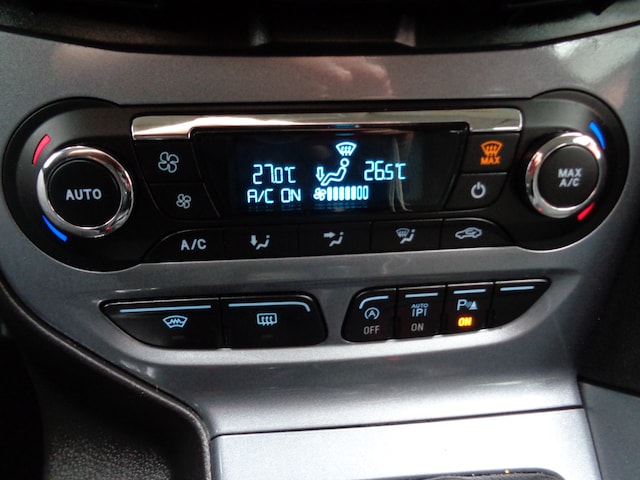 27.0°C 26.5°C
A/C ON
MAX
AUTO
MAX
A/C
A/C
OFF
AUTO
P
ON
P
ON